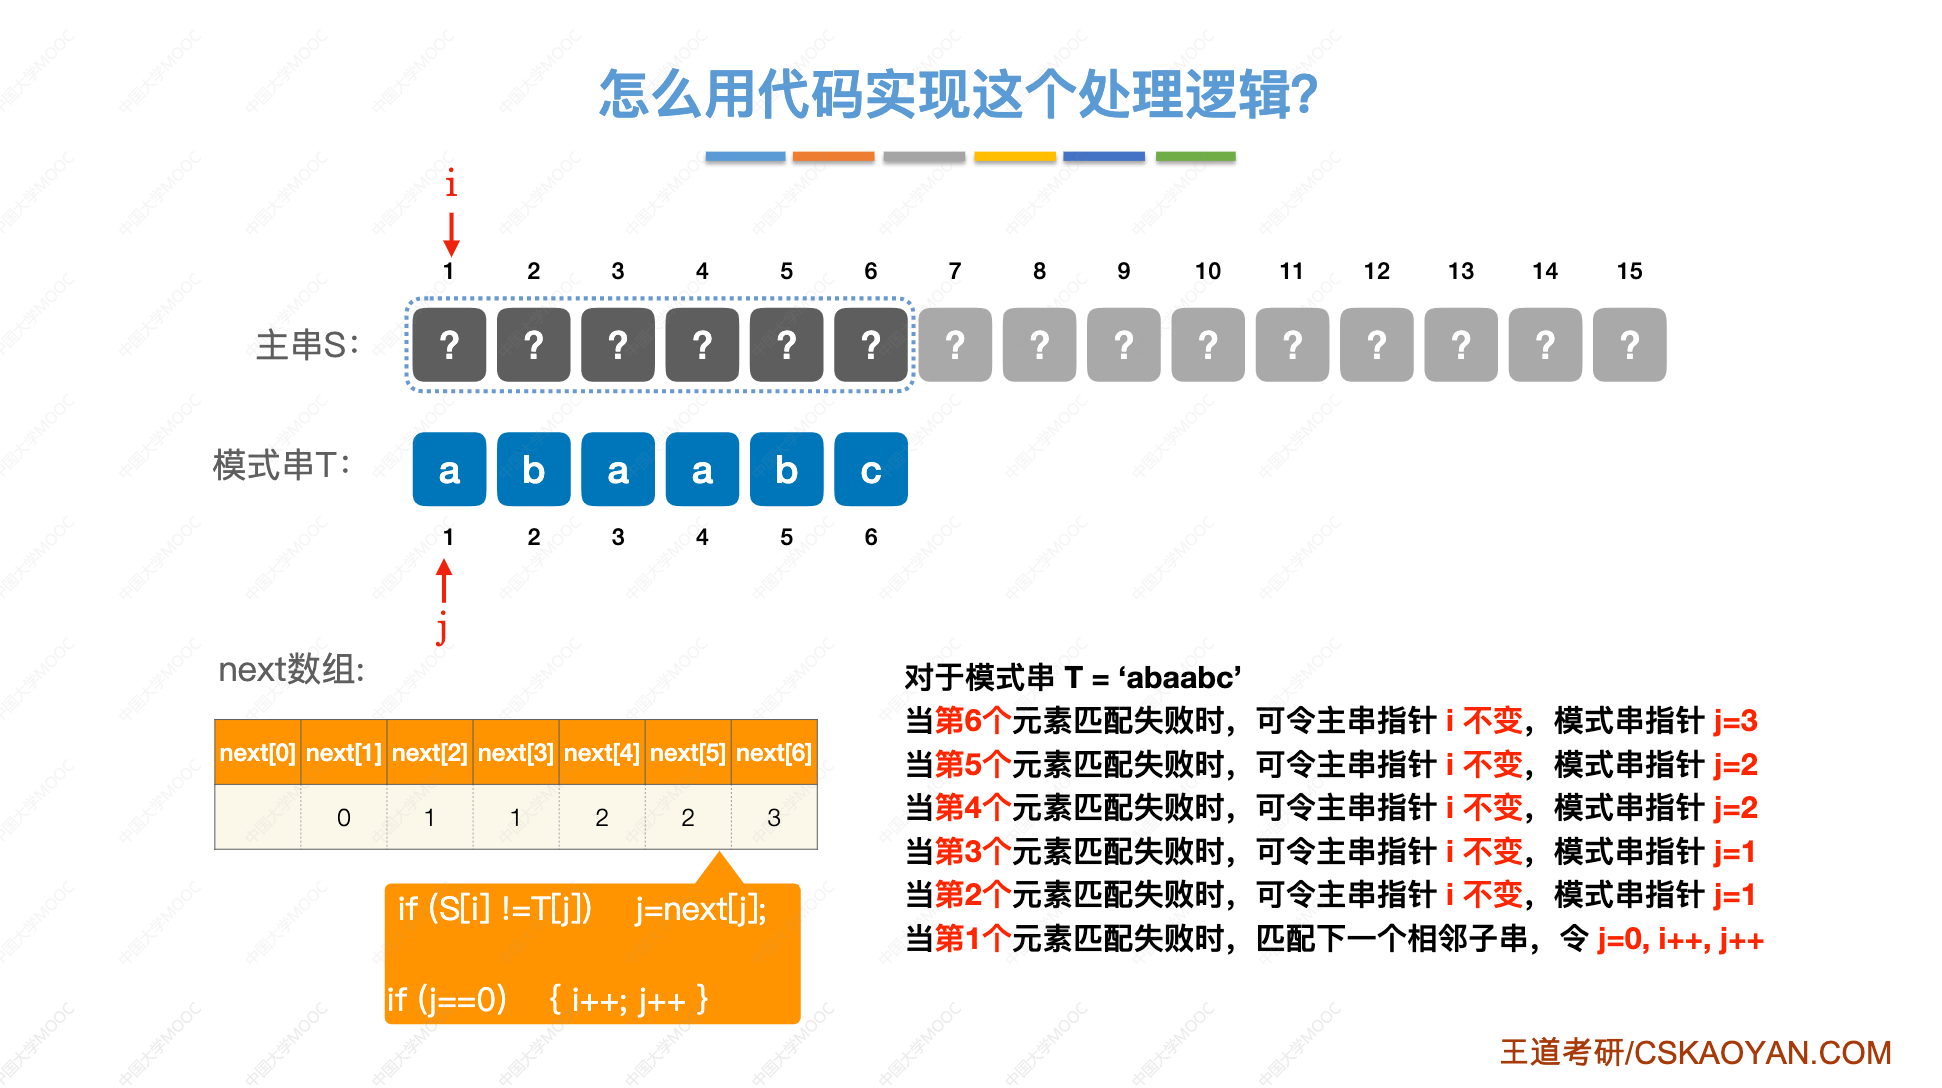 怎么用代码实现这个处理逻辑?
i
1 2 3 4 5 6 7 8 9 10 11 12 13 14 15
主串S: ? ? ? ? ? ? ? ? ? ? ? ? ? ? ?
模式串T: a b a a b c
1 2 3 4 5 6
j
next数组:
next[0] next[1] next[2] next[3] next[4] next[5] next[6]
0 1 1 2 2 3
if (S[i] !=T[j]) j=next[j];
if (j==0) { i++; j++ }
对于模式串 T = ‘abaabc’
当第6个元素匹配失败时，可令主串指针 i 不变，模式串指针 j=3
当第5个元素匹配失败时，可令主串指针 i 不变，模式串指针 j=2
当第4个元素匹配失败时，可令主串指针 i 不变，模式串指针 j=2
当第3个元素匹配失败时，可令主串指针 i 不变，模式串指针 j=1
当第2个元素匹配失败时，可令主串指针 i 不变，模式串指针 j=1
当第1个元素匹配失败时，匹配下一个相邻子串，令 j=0, i++, j++
王道考研/CSKAOYAN.COM
中国大学MOOC